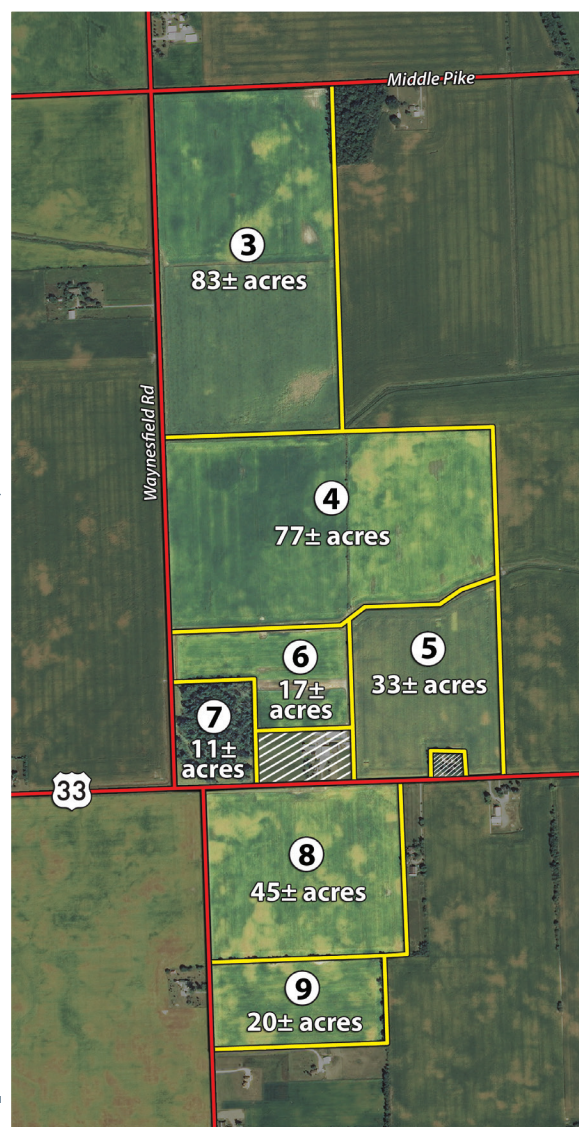 Middle Pike
3
83± acres
Waynesfield Rd
4
77± acres
5
33± acres
6
17±
acres
7
11±
acres
33
8
45± acres
9
20± acres